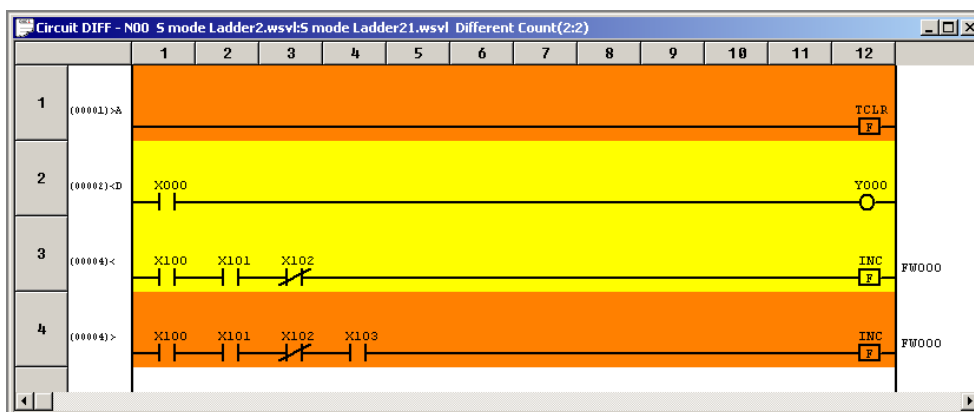 Circuit DIFF - N00 S mode Ladder2.wsvl:S mode Ladder21.wsvl Different Count(2:2)
1 2 3 4 5 6 7 8 9 10 11 12
1 (00001)>A TCLR
F
2 (00002)<D X000 Y000
3 (00004)< X100 X101 X102 INC FW000
F
4 (00004)> X100 X101 X102 X103 INC FW000
F